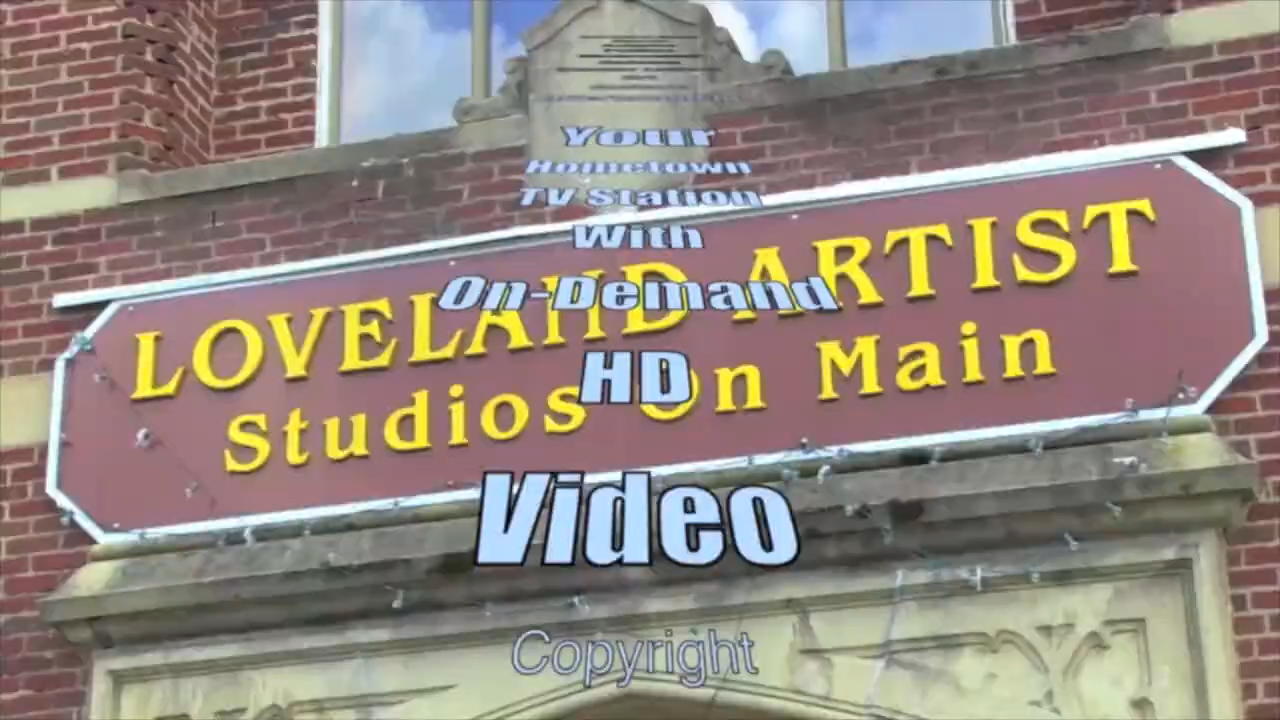 Your
Hometown
TV Station
With
On-Demand
LOVELAND ARTIST
HD
Studios On Main
Video
Copyright